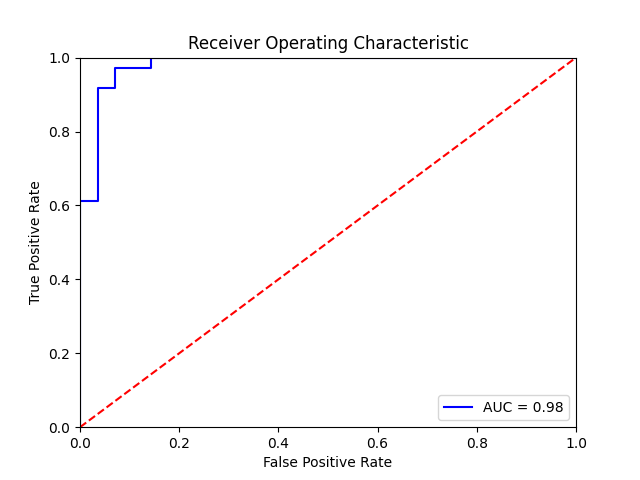 Receiver Operating Characteristic
True Positive Rate
1.0
0.8
0.6
0.4
0.2
0.0
AUC = 0.98
0.0 0.2 0.4 0.6 0.8 1.0
False Positive Rate